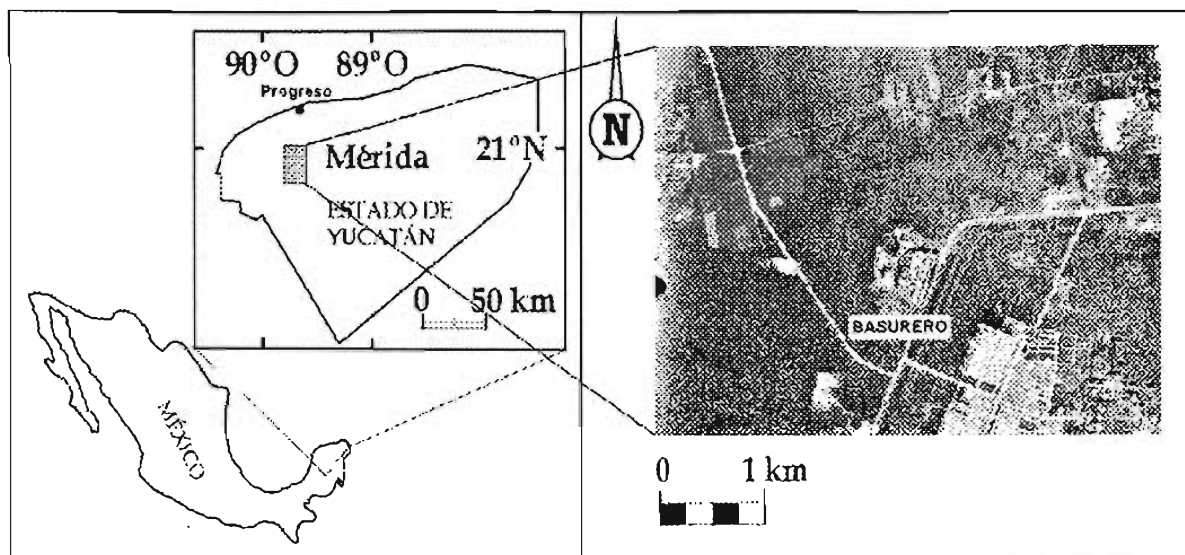 90°O 89°O
Progreso
Mérida
21°N
ESTADO DE
YUCATÁN
0 50 km
MÉXICO
N
BASURERO
0 1 km